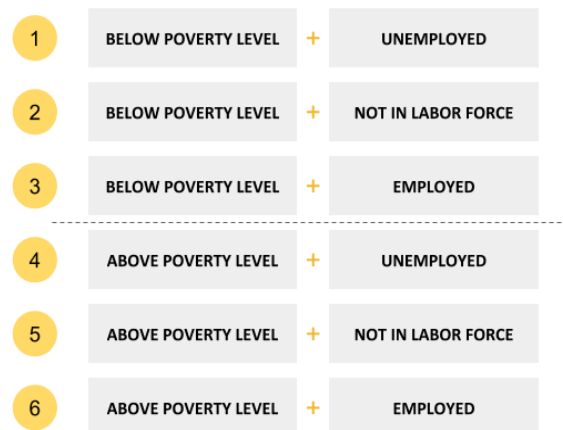 1 BELOW POVERTY LEVEL + UNEMPLOYED
2 BELOW POVERTY LEVEL + NOT IN LABOR FORCE
3 BELOW POVERTY LEVEL + EMPLOYED
4 ABOVE POVERTY LEVEL + UNEMPLOYED
5 ABOVE POVERTY LEVEL + NOT IN LABOR FORCE
6 ABOVE POVERTY LEVEL + EMPLOYED